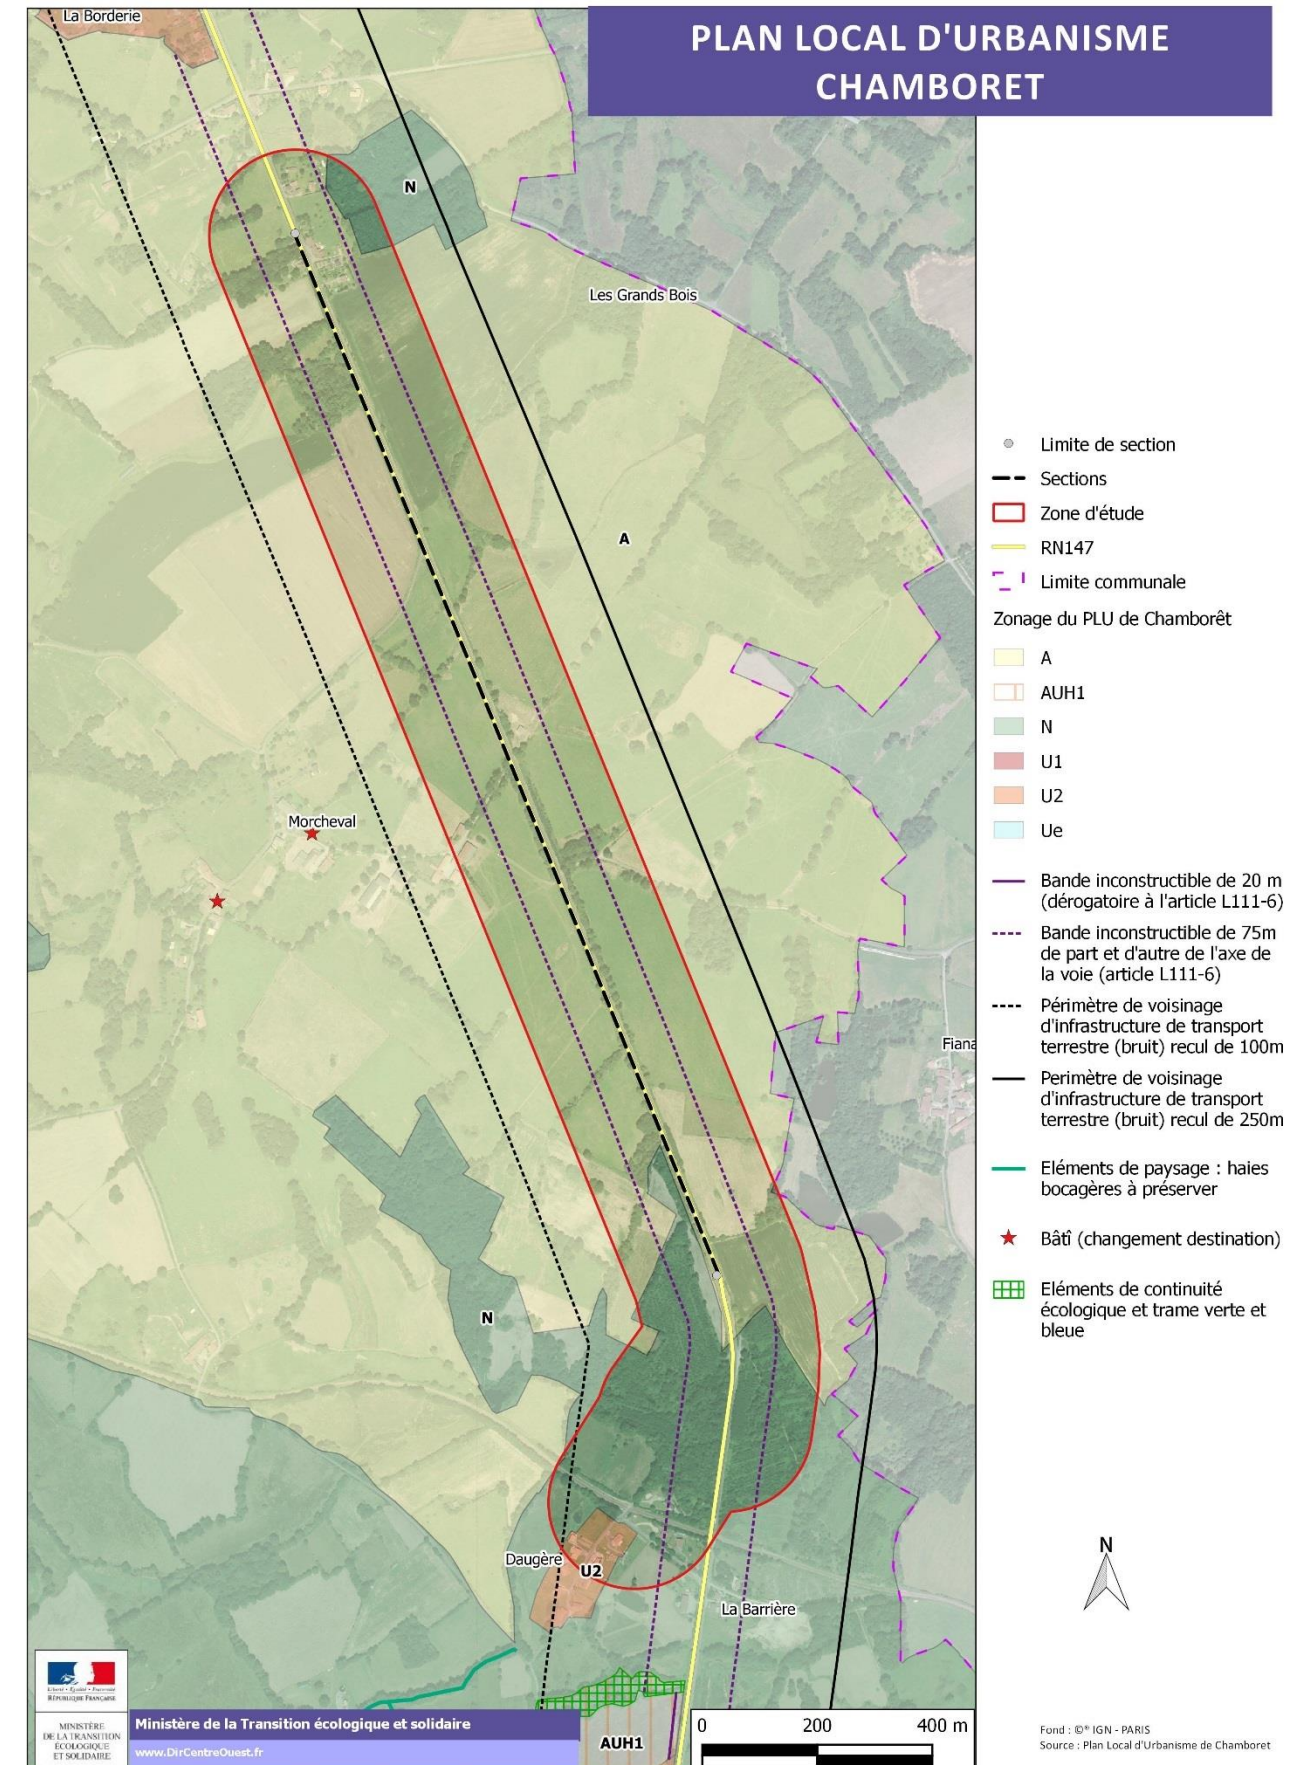 PLAN LOCAL D'URBANISME
CHAMBORET
La Borderie
N
Les Grands Bois
A
Morcheval
Fiana
N
Daugère
U2
La Barrière
AUH1
Limite de section
Sections
Zone d'étude
RN147
Limite communale
Zonage du PLU de Chamborêt
A
AUH1
N
U1
U2
Ue
Bande inconstructible de 20 m
(dérogatoire à l'article L111-6)
Bande inconstructible de 75m
de part et d'autre de l'axe de
la voie (article L111-6)
Périmètre de voisinage
d'infrastructure de transport
terrestre (bruit) recul de 100m
Perimètre de voisinage
d'infrastructure de transport
terrestre (bruit) recul de 250m
Eléments de paysage : haies
bocagères à préserver
Bâtî (changement destination)
Eléments de continuité
écologique et trame verte et
bleue
N
Liberté • Égalité • Fraternité
RÉPUBLIQUE FRANÇAISE
MINISTÈRE
DE LA TRANSITION
ÉCOLOGIQUE
ET SOLIDAIRE
Ministère de la Transition écologique et solidaire
www.DirCentreOuest.fr
0 200 400 m
Fond : ©® IGN - PARIS
Source : Plan Local d'Urbanisme de Chamboret